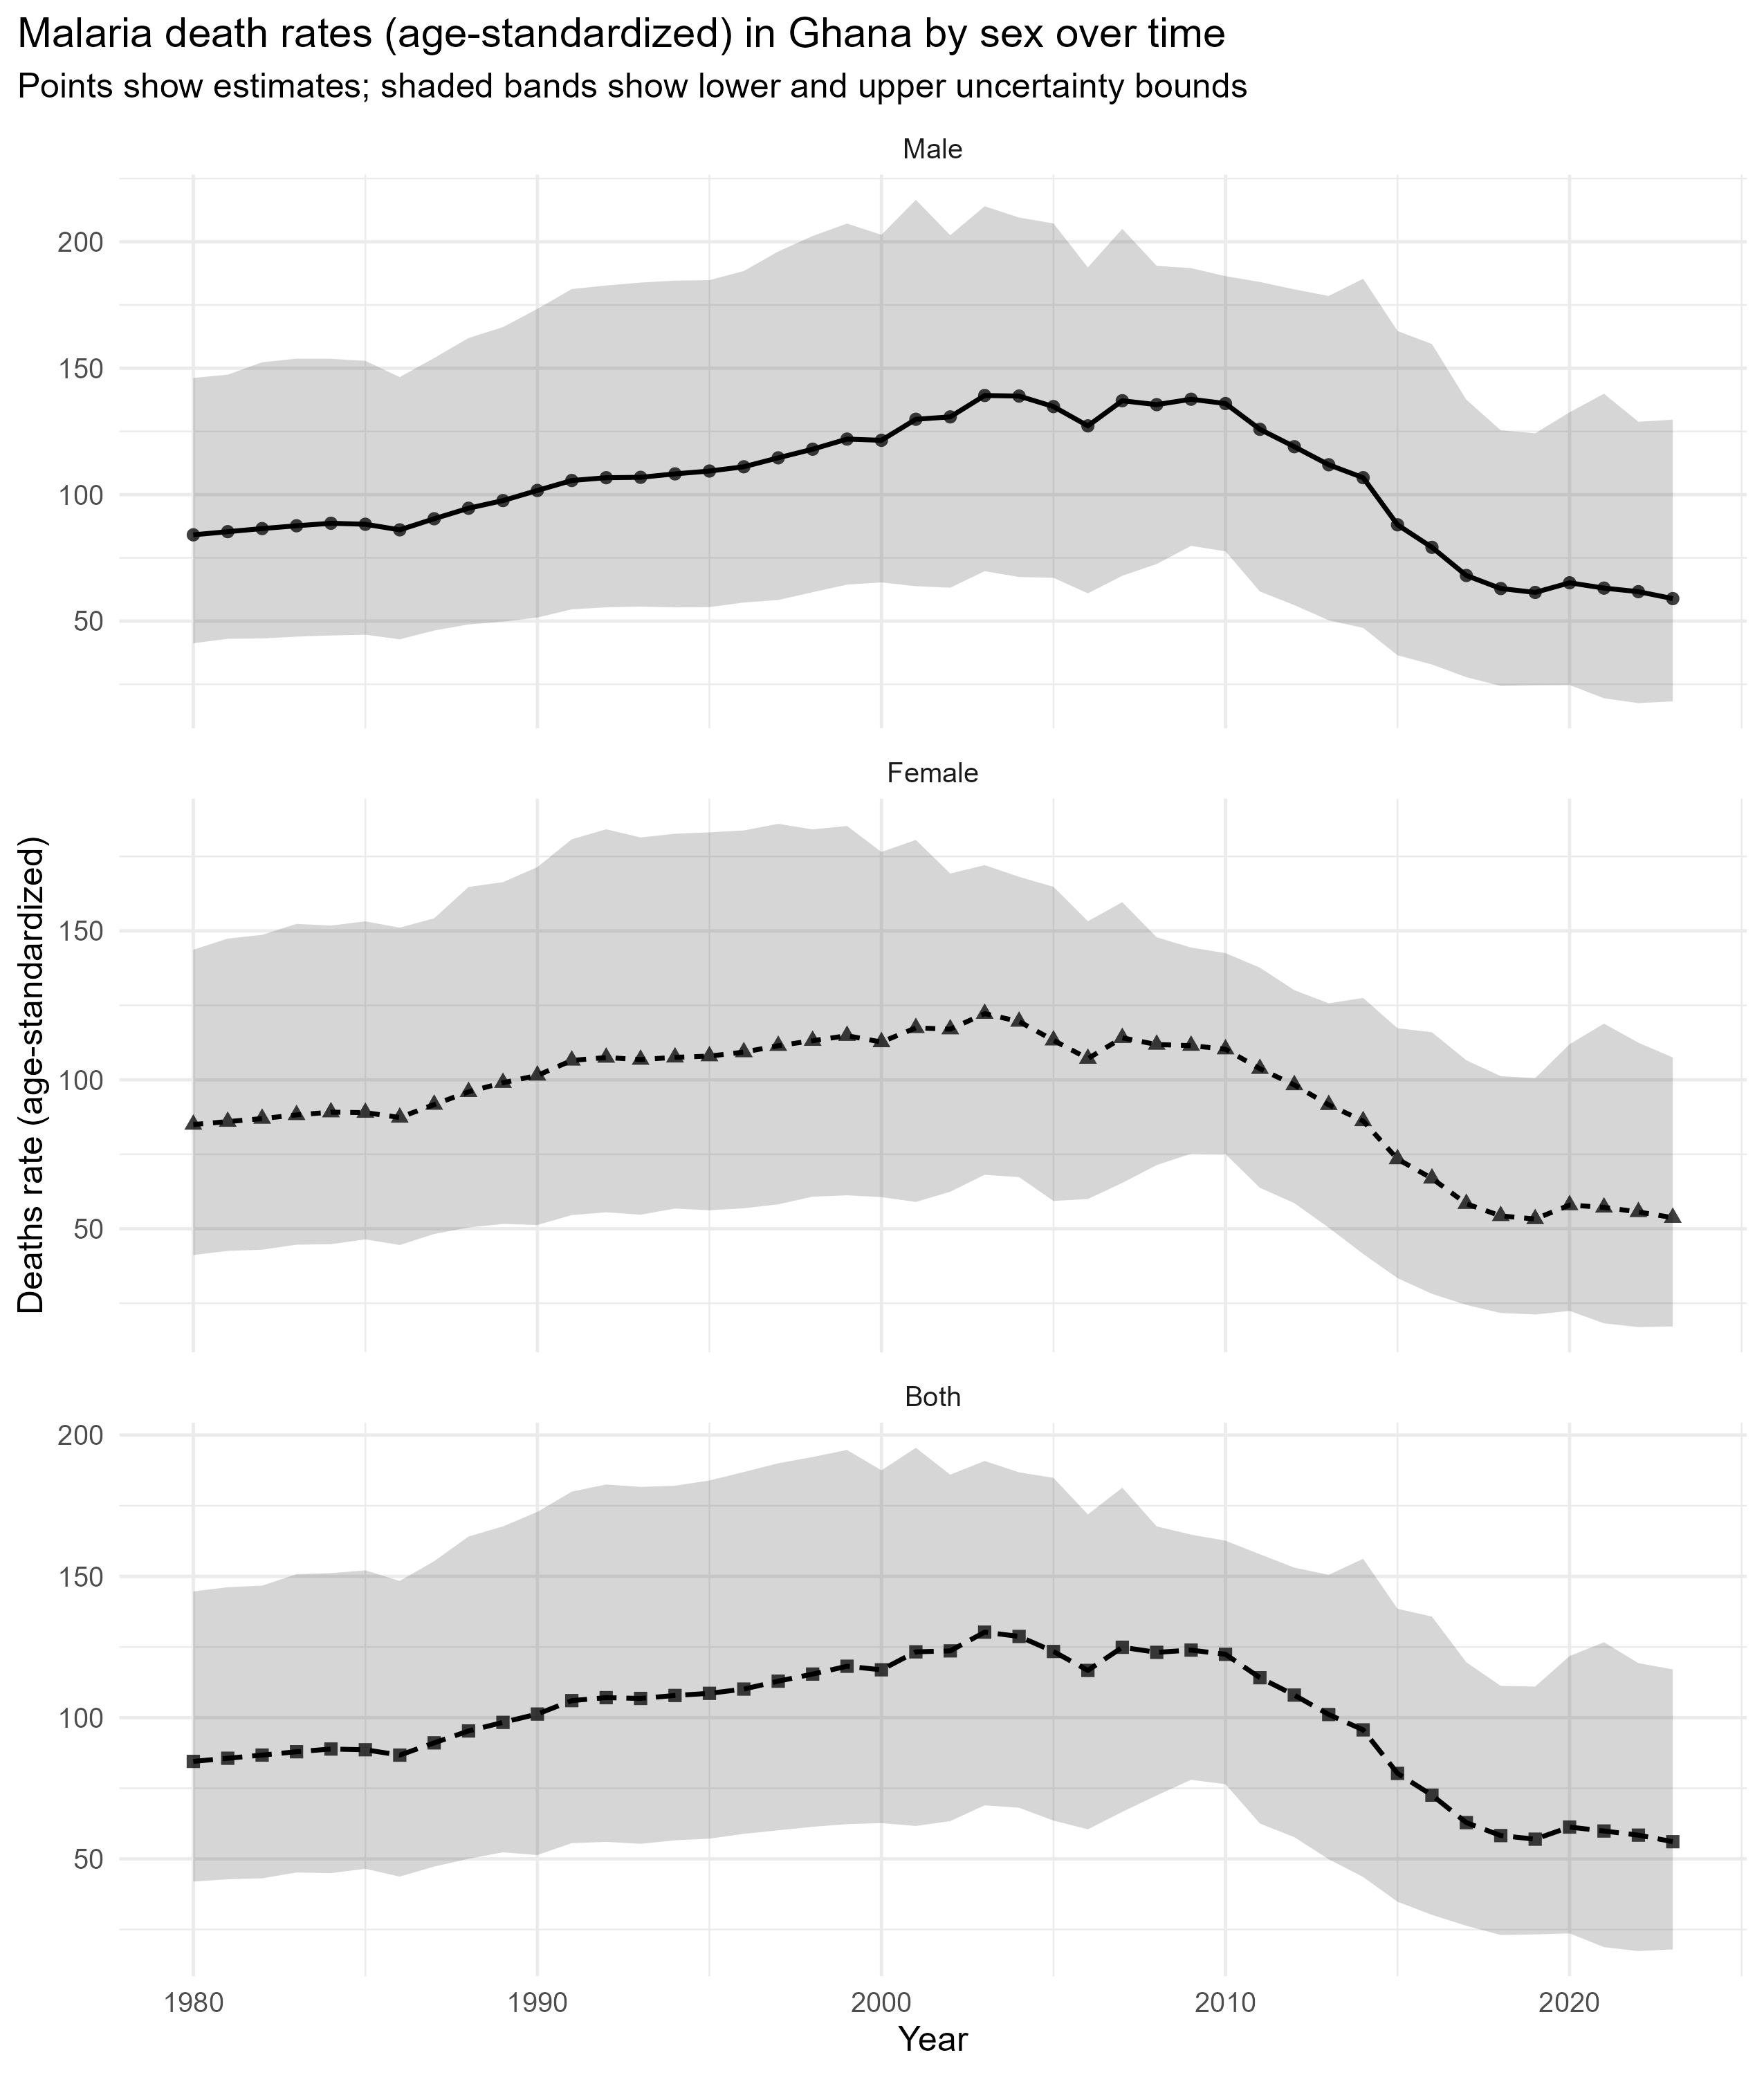 Malaria death rates (age-standardized) in Ghana by sex over time
Points show estimates; shaded bands show lower and upper uncertainty bounds
Male
200
150
100
50
Female
Deaths rate (age-standardized)
150
100
50
Both
200
150
100
50
1980 1990 2000 2010 2020
Year